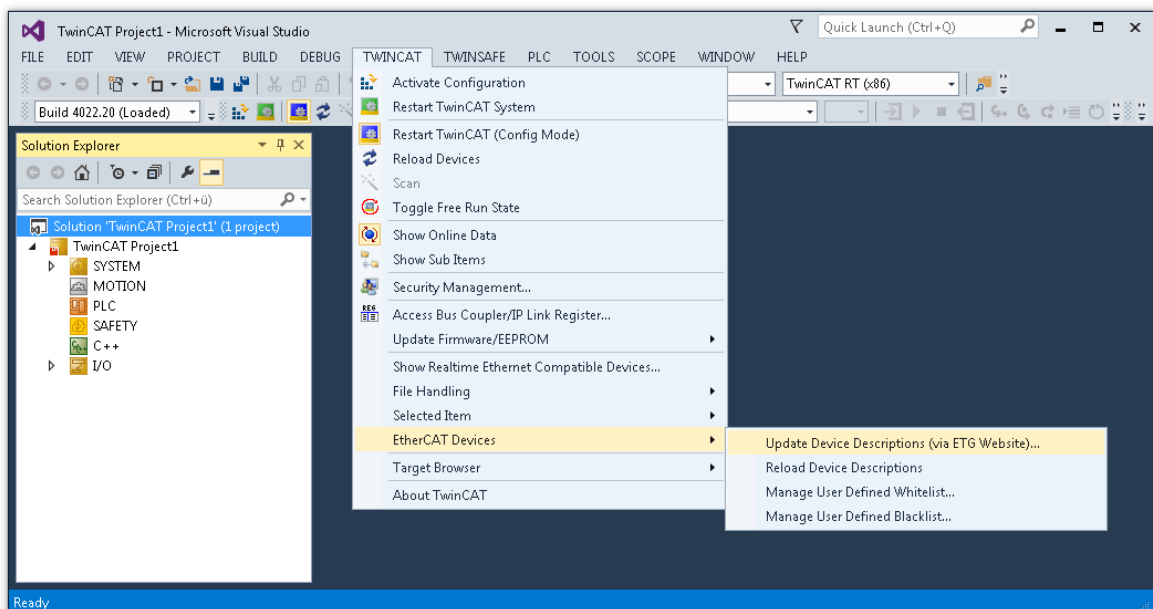 TwinCAT Project1 - Microsoft Visual Studio
Quick Launch (Ctrl+Q)
FILE EDIT VIEW PROJECT BUILD DEBUG TWINCAT TWINSAFE PLC TOOLS SCOPE WINDOW HELP
TwinCAT RT (x86)
Build 4022.20 (Loaded)
Solution Explorer
Search Solution Explorer (Ctrl+ü)
Solution 'TwinCAT Project1' (1 project)
TwinCAT Project1
SYSTEM
MOTION
PLC
SAFETY
C++
I/O
Activate Configuration
Restart TwinCAT System
Restart TwinCAT (Config Mode)
Reload Devices
Scan
Toggle Free Run State
Show Online Data
Show Sub Items
Security Management...
REG
Access Bus Coupler/IP Link Register...
Update Firmware/EEPROM
Show Realtime Ethernet Compatible Devices...
File Handling
Selected Item
EtherCAT Devices
Target Browser
About TwinCAT
Update Device Descriptions (via ETG Website)...
Reload Device Descriptions
Manage User Defined Whitelist...
Manage User Defined Blacklist...
Ready